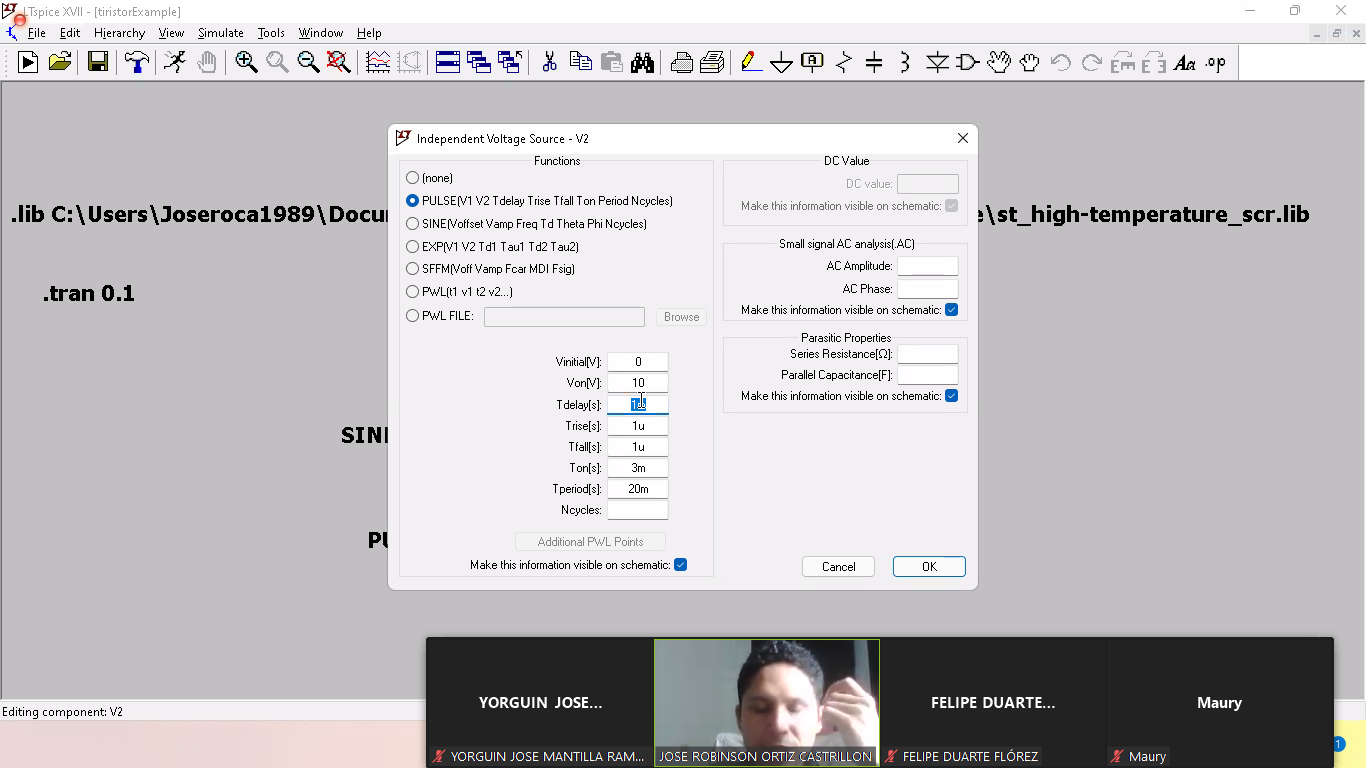 LTspice XVII - [tiristorExample]
File Edit Hierarchy View Simulate Tools Window Help
.lib C:\Users\Joseroca1989\Docu
e\st_high-temperature_scr.lib
.tran 0.1
SINE
Independent Voltage Source - V2
Functions
(none)
PULSE(V1 V2 Tdelay Trise Tfall Ton Period Ncycles)
SINE(Voffset Vamp Freq Td Theta Phi Ncycles)
EXP(V1 V2 Td1 Tau1 Td2 Tau2)
SFFM(Voff Vamp Fcar MDI Fsig)
PWL(t1 v1 t2 v2...)
PWL FILE: Browse
Vinitial[V]: 0
Von[V]: 10
Tdelay[s]:
Trise[s]: 1u
Tfall[s]: 1u
Ton[s]: 3m
Tperiod[s]: 20m
Ncycles:
Additional PWL Points
Make this information visible on schematic:
DC Value
DC value:
Make this information visible on schematic:
Small signal AC analysis(.AC)
AC Amplitude:
AC Phase:
Make this information visible on schematic:
Parasitic Properties
Series Resistance[Ω]:
Parallel Capacitance[F]:
Make this information visible on schematic:
Cancel OK
Editing component: V2
YORGUIN JOSE...
YORGUIN JOSE MANTILLA RAM...
JOSE ROBINSON ORTIZ CASTRILLON
FELIPE DUARTE...
FELIPE DUARTE FLÓREZ
Maury
Maury
1